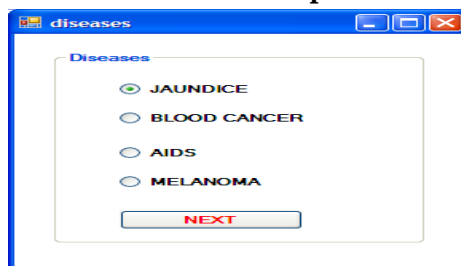 diseases
Diseases
JAUNDICE
BLOOD CANCER
AIDS
MELANOMA
NEXT